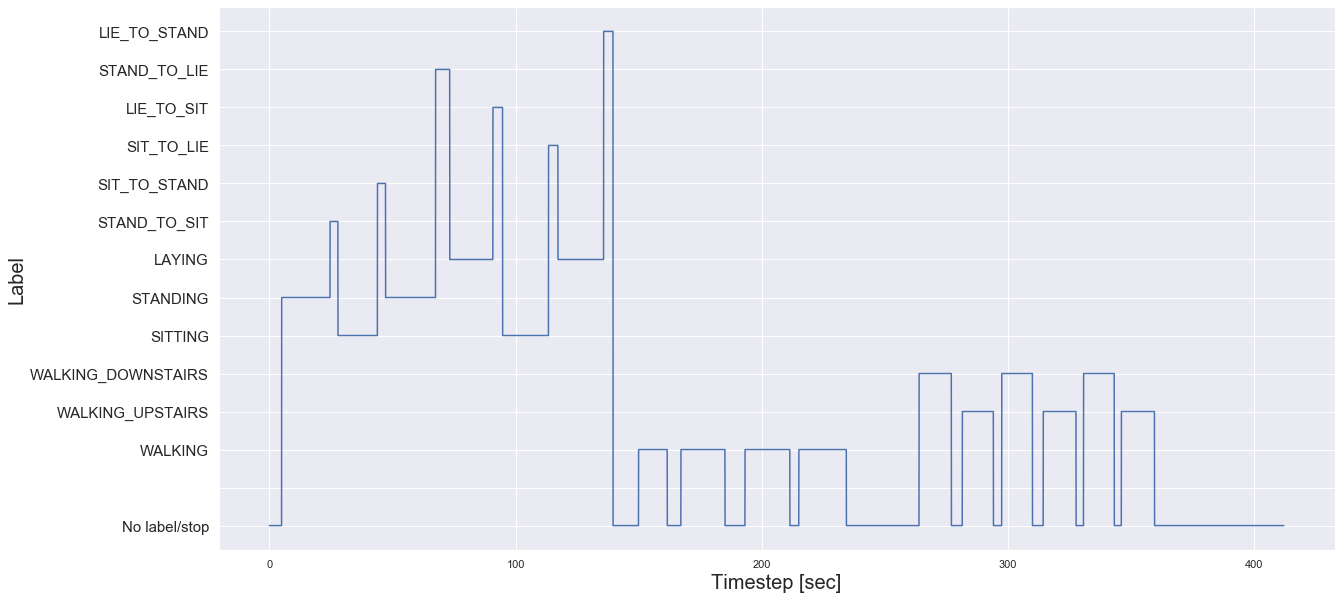 LIE_TO_STAND
STAND_TO_LIE
LIE_TO_SIT
SIT_TO_LIE
SIT_TO_STAND
STAND_TO_SIT
LAYING
STANDING
SITTING
WALKING_DOWNSTAIRS
WALKING_UPSTAIRS
WALKING
No label/stop
Label
0 100 200 300 400
Timestep [sec]